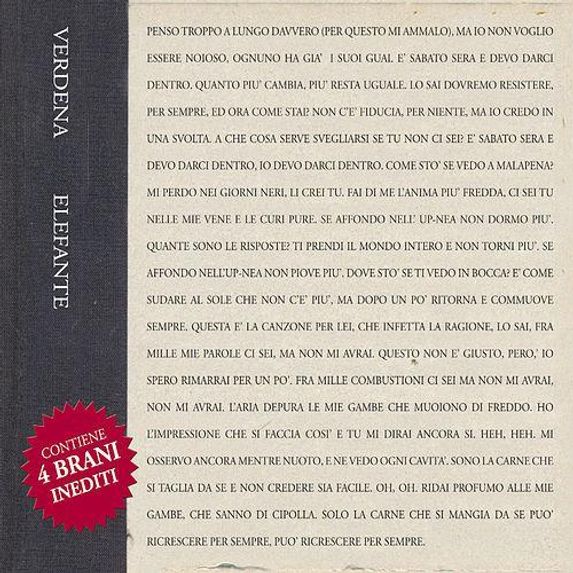 VERDENA ELEFANTE
CONTIENE
4 BRANI
INEDITI
PENSO TROPPO A LUNGO DAVVERO (PER QUESTO MI AMMALO), MA IO NON VOGLIO
ESSERE NOIOSO, OGNUNO HA GIA' I SUOI GUAI. E' SABATO SERA E DEVO DARCI
DENTRO. QUANTO PIU' CAMBIA, PIU' RESTA UGUALE. LO SAI DOVREMO RESISTERE,
PER SEMPRE, ED ORA COME STAI? NON C'E' FIDUCIA, PER NIENTE, MA IO CREDO IN
UNA SVOLTA. A CHE COSA SERVE SVEGLIARSI SE TU NON CI SEI? E' SABATO SERA E
DEVO DARCI DENTRO, IO DEVO DARCI DENTRO. COME STO' SE VEDO A MALAPENA?
MI PERDO NEI GIORNI NERI, LI CREI TU. FAI DI ME L'ANIMA PIU' FREDDA, CI SEI TU
NELLE MIE VENE E LE CURI PURE. SE AFFONDO NELL' UP-NEA NON DORMO PIU'.
QUANTE SONO LE RISPOSTE? TI PRENDI IL MONDO INTERO E NON TORNI PIU'. SE
AFFONDO NELL'UP-NEA NON PIOVE PIU'. DOVE STO' SE TI VEDO IN BOCCA? E' COME
SUDARE AL SOLE CHE NON C'E' PIU', MA DOPO UN PO' RITORNA E COMMUOVE
SEMPRE, QUESTA E' LA CANZONE PER LEI, CHE INFETTA LA RAGIONE, LO SAI, FRA
MILLE MIE PAROLE CI SEI, MA NON MI AVRAI. QUESTO NON E' GIUSTO, PERO,' IO
SPERO RIMARRAI PER UN PO'. FRA MILLE COMBUSTIONI CI SEI MA NON MI AVRAI,
NON MI AVRAI. L'ARIA DEPURA LE MIE GAMBE CHE MUOIONO DI FREDDO. HO
L'IMPRESSIONE CHE SI FACCIA COSI' E TU MI DIRAI ANCORA SI. HEH, HEH. MI
OSSERVO ANCORA MENTRE NUOTO, E NE VEDO OGNI CAVITA'. SONO LA CARNE CHE
SI TAGLIA DA SE E NON CREDERE SIA FACILE. OH, OH. RIDAI PROFUMO ALLE MIE
GAMBE, CHE SANNO DI CIPOLLA. SOLO LA CARNE CHE SI MANGIA DA SE PUO'
RICRESCERE PER SEMPRE, PUO' RICRESCERE PER SEMPRE.